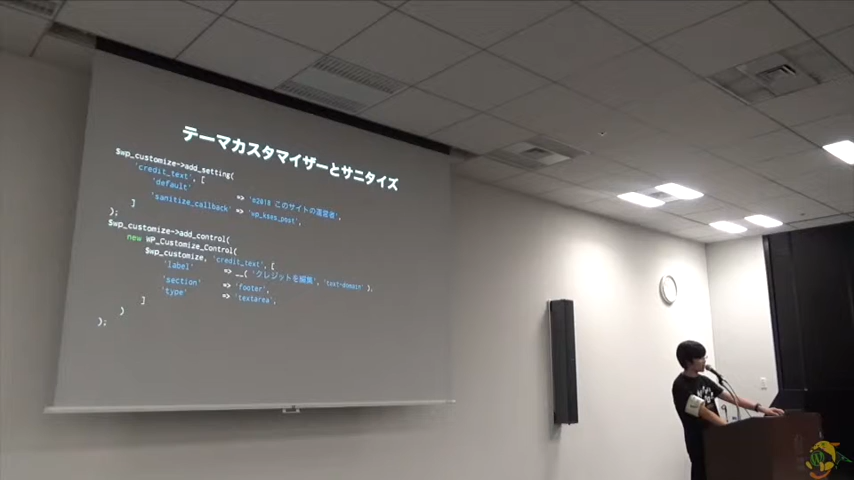 テーマカスタマイザーとサニタイズ
$wp_customize->add_setting(
'credit_text', [
'default' => '©2018 このサイトの運営者',
'sanitize_callback' => 'wp_kses_post',
]
);
$wp_customize->add_control(
new WP_Customize_Control(
$wp_customize, 'credit_text', [
'label' => __( 'クレジットを編集', 'test-domain' ),
'section' => 'footer',
'type' => 'textarea',
]
)
);